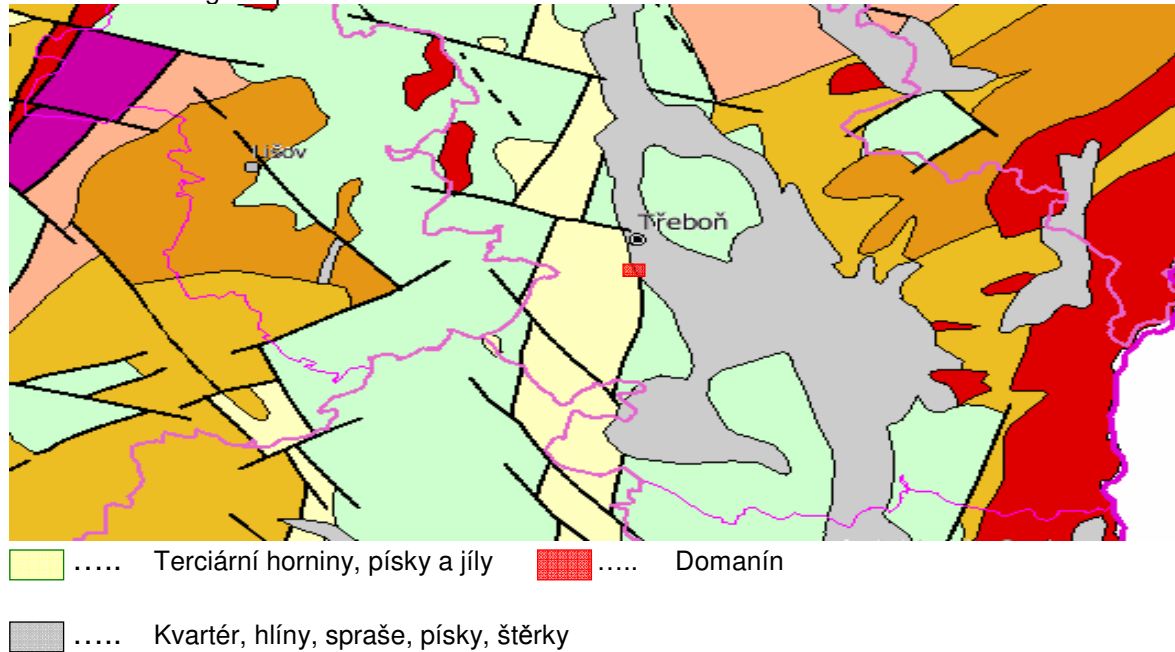 Lišov
Třeboň
..... Terciární horniny, písky a jíly ..... Domanín
..... Kvartér, hlíny, spraše, písky, štěrky